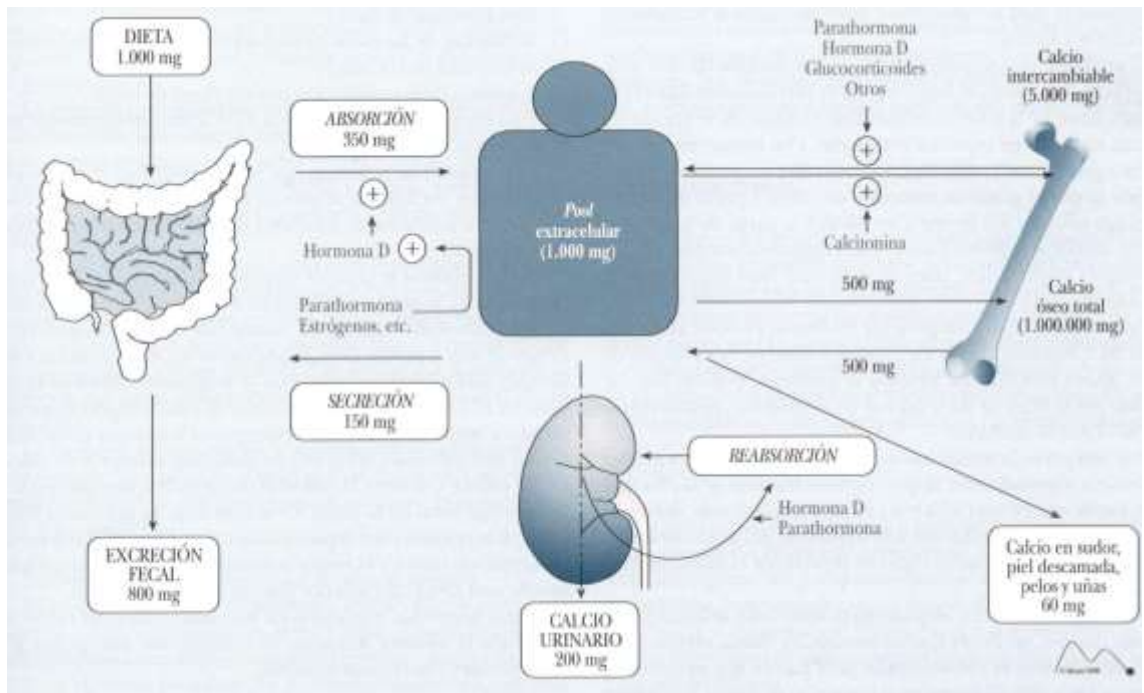 DIETA
1.000 mg
ABSORCIÓN
350 mg
Hormona D
Parathormona
Estrógenos, etc.
SECRECIÓN
150 mg
EXCRECIÓN
FECAL
800 mg
Pool
extracelular
(1.000 mg)
Parathormona
Hormona D
Glucocorticoides
Otros
Calcitonina
Calcio
intercambiable
(5.000 mg)
500 mg
Calcio
óseo total
(1.000.000 mg)
500 mg
REABSORCIÓN
Hormona D
Parathormona
CALCIO
URINARIO
200 mg
Calcio en sudor,
piel descamada,
pelos y uñas
60 mg